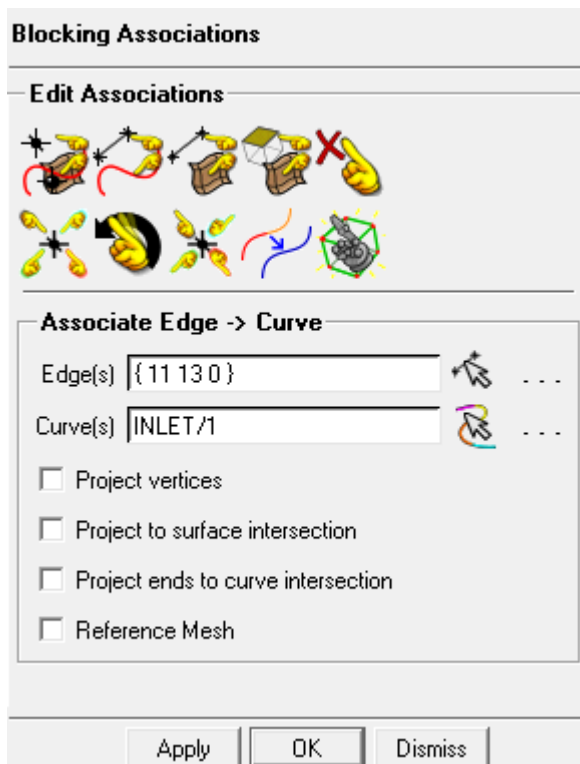 Blocking Associations
Edit Associations
Associate Edge -> Curve
Edge(s) { 11 13 0 } ...
Curve(s) INLET/1 ...
Project vertices
Project to surface intersection
Project ends to curve intersection
Reference Mesh
Apply OK Dismiss